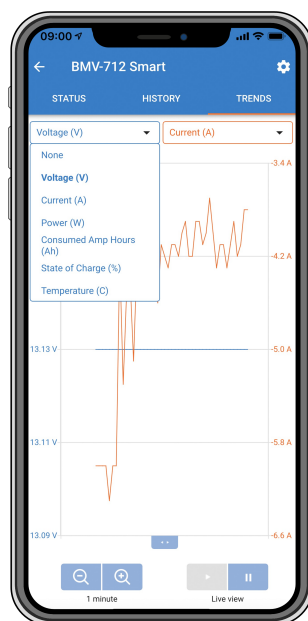 09:00
BMV-712 Smart
STATUS HISTORY TRENDS
Voltage (V) Current (A)
None
Voltage (V)
Current (A)
Power (W)
Consumed Amp Hours
(Ah)
State of Charge (%)
Temperature (C)
-3.4 A
-4.2 A
13.13 V -5.0 A
13.11 V -5.8 A
13.09 V -6.6 A
1 minute Live view